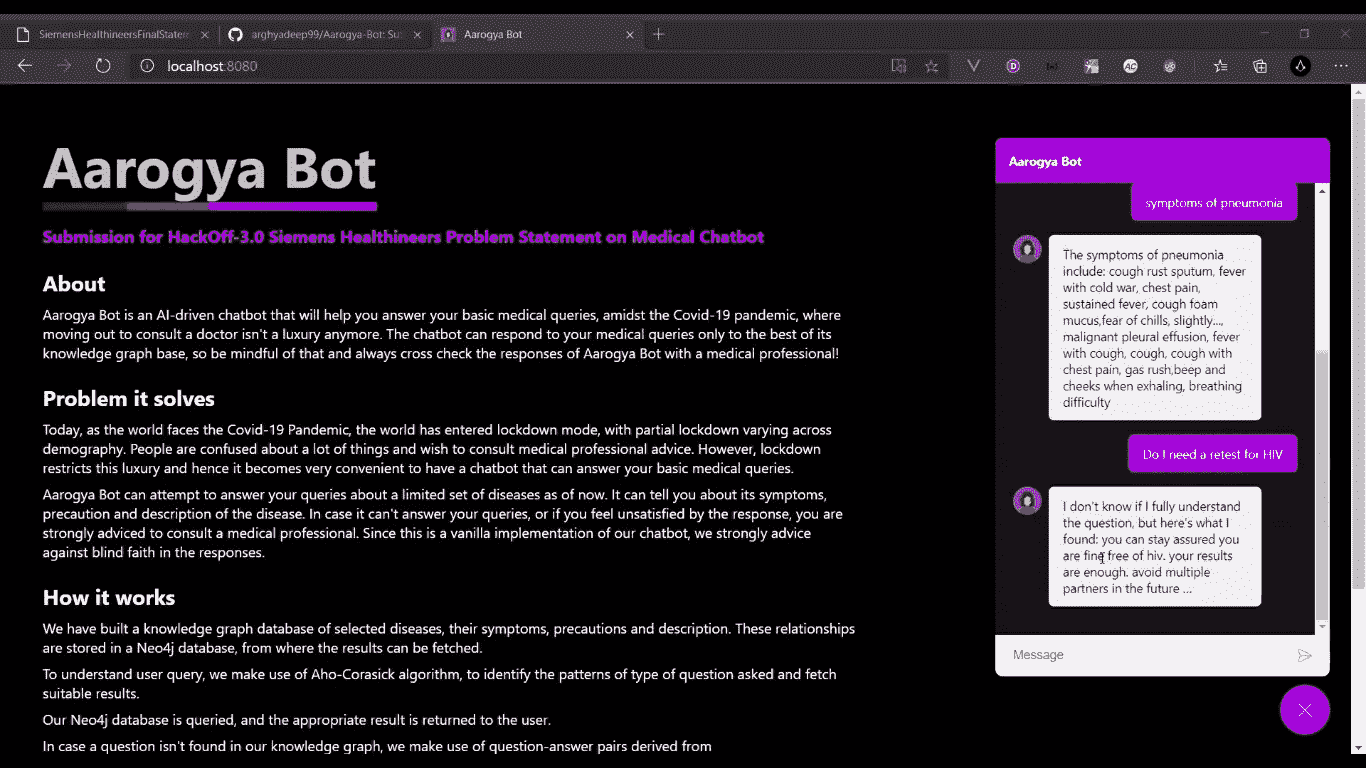 SiemensHealthineersFinalStatem
arghyadeep99/Aarogya-Bot: Su
Aarogya Bot
localhost:8080
Aarogya Bot
Submission for HackOff-3.0 Siemens Healthineers Problem Statement on Medical Chatbot
About
Aarogya Bot is an AI-driven chatbot that will help you answer your basic medical queries, amidst the Covid-19 pandemic, where
moving out to consult a doctor isn't a luxury anymore. The chatbot can respond to your medical queries only to the best of its
knowledge graph base, so be mindful of that and always cross check the responses of Aarogya Bot with a medical professional!
Problem it solves
Today, as the world faces the Covid-19 Pandemic, the world has entered lockdown mode, with partial lockdown varying across
demography. People are confused about a lot of things and wish to consult medical professional advice. However, lockdown
restricts this luxury and hence it becomes very convenient to have a chatbot that can answer your basic medical queries.
Aarogya Bot can attempt to answer your queries about a limited set of diseases as of now. It can tell you about its symptoms,
precaution and description of the disease. In case it can't answer your queries, or if you feel unsatisfied by the response, you are
strongly adviced to consult a medical professional. Since this is a vanilla implementation of our chatbot, we strongly advice
against blind faith in the responses.
How it works
We have built a knowledge graph database of selected diseases, their symptoms, precautions and description. These relationships
are stored in a Neo4j database, from where the results can be fetched.
To understand user query, we make use of Aho-Corasick algorithm, to identify the patterns of type of question asked and fetch
suitable results.
Our Neo4j database is queried, and the appropriate result is returned to the user.
In case a question isn't found in our knowledge graph, we make use of question-answer pairs derived from
Aarogya Bot
symptoms of pneumonia
The symptoms of pneumonia
include: cough rust sputum, fever
with cold war, chest pain,
sustained fever, cough foam
mucus,fear of chills, slightly...,
malignant pleural effusion, fever
with cough, cough, cough with
chest pain, gas rush,beep and
cheeks when exhaling, breathing
difficulty
Do I need a retest for HIV
I don't know if I fully understand
the question, but here's what I
found: you can stay assured you
are fine free of hiv. your results
are enough. avoid multiple
partners in the future ...
Message